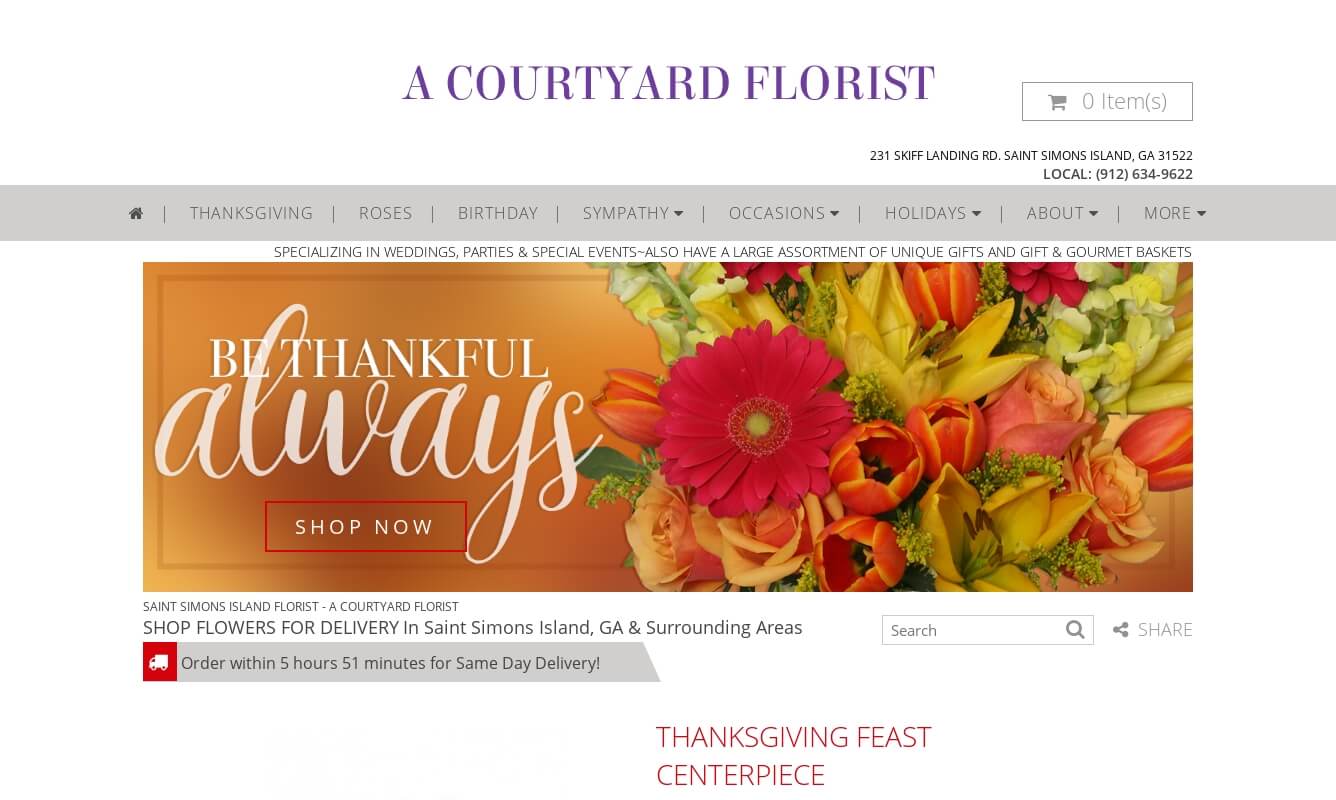 A COURTYARD FLORIST
0 Item(s)
231 SKIFF LANDING RD. SAINT SIMONS ISLAND, GA 31522
LOCAL: (912) 634-9622
THANKSGIVING ROSES BIRTHDAY SYMPATHY OCCASIONS HOLIDAYS ABOUT MORE
SPECIALIZING IN WEDDINGS, PARTIES & SPECIAL EVENTS~ALSO HAVE A LARGE ASSORTMENT OF UNIQUE GIFTS AND GIFT & GOURMET BASKETS
BE THANKFUL
always
SHOP NOW
SAINT SIMONS ISLAND FLORIST - A COURTYARD FLORIST
SHOP FLOWERS FOR DELIVERY In Saint Simons Island, GA & Surrounding Areas
Search
SHARE
Order within 5 hours 51 minutes for Same Day Delivery!
THANKSGIVING FEAST
CENTERPIECE